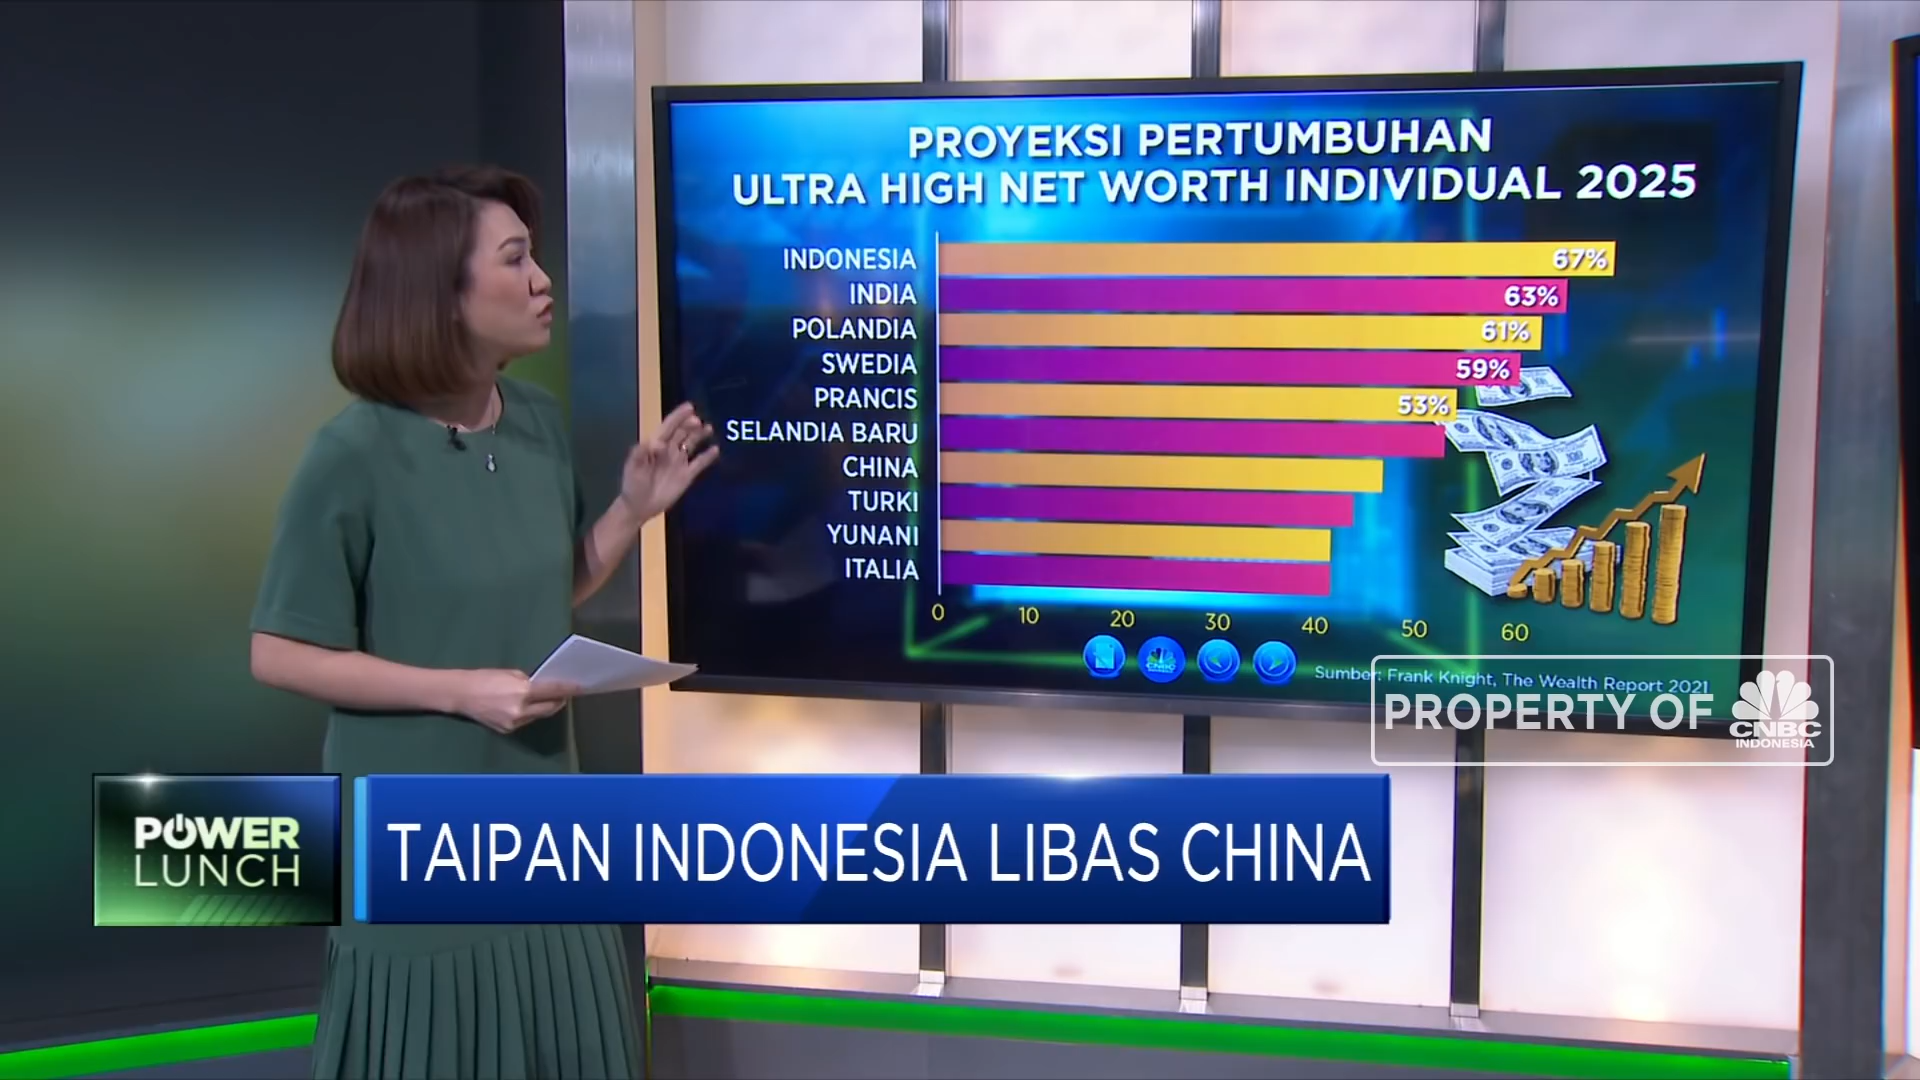 PROYEKSI PERTUMBUHAN
ULTRA HIGH NET WORTH INDIVIDUAL 2025
INDONESIA 67%
INDIA 63%
POLANDIA 61%
SWEDIA 59%
PRANCIS 53%
SELANDIA BARU
CHINA
TURKI
YUNANI
ITALIA
0 10 20 30 40 50 60
Sumber: Frank Knight, The Wealth Report 2021
PROPERTY OF CNBC INDONESIA
POWER
LUNCH
TAIPAN INDONESIA LIBAS CHINA